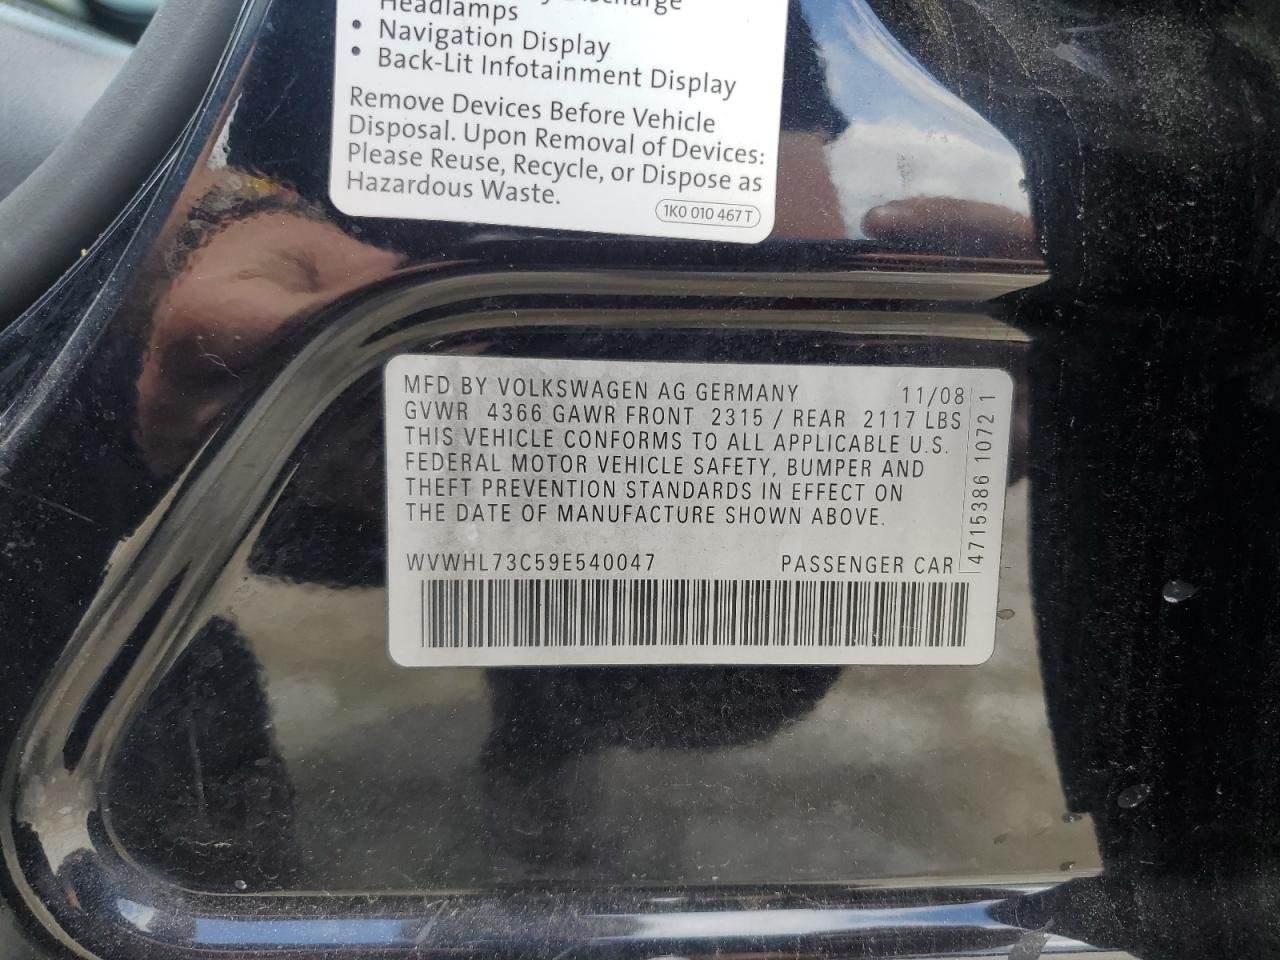 Discharge
Headlamps
• Navigation Display
• Back-Lit Infotainment Display
Remove Devices Before Vehicle
Disposal. Upon Removal of Devices:
Please Reuse, Recycle, or Dispose as
Hazardous Waste.
1K0 010 467 T
MFD BY VOLKSWAGEN AG GERMANY 11/08
GVWR 4366 GAWR FRONT 2315 / REAR 2117 LBS
THIS VEHICLE CONFORMS TO ALL APPLICABLE U.S.
FEDERAL MOTOR VEHICLE SAFETY, BUMPER AND
THEFT PREVENTION STANDARDS IN EFFECT ON
THE DATE OF MANUFACTURE SHOWN ABOVE.
WVWHL73C59E540047 PASSENGER CAR
4715386 1072 1